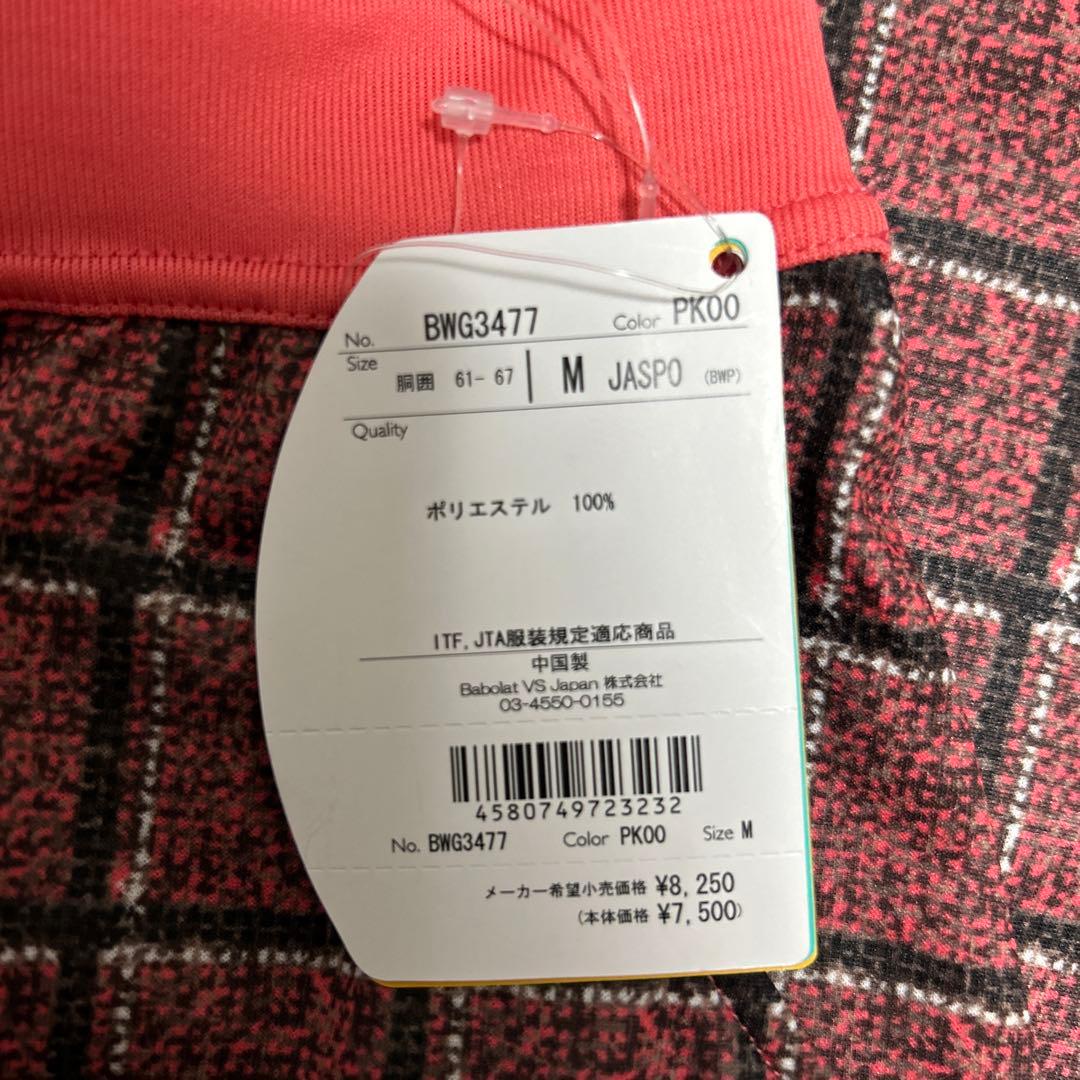 No. BWG3477 Color PK00
Size 胴囲 61- 67 M JASPO (BWP)
Quality
ポリエステル 100%
ITF.JTA服装規定適応商品
中国製
Babolat VS Japan 株式会社
03-4550-0155
4580749723232
No. BWG3477 Color PK00 Size M
メーカー希望小売価格 ¥8,250
(本体価格 ¥7,500)